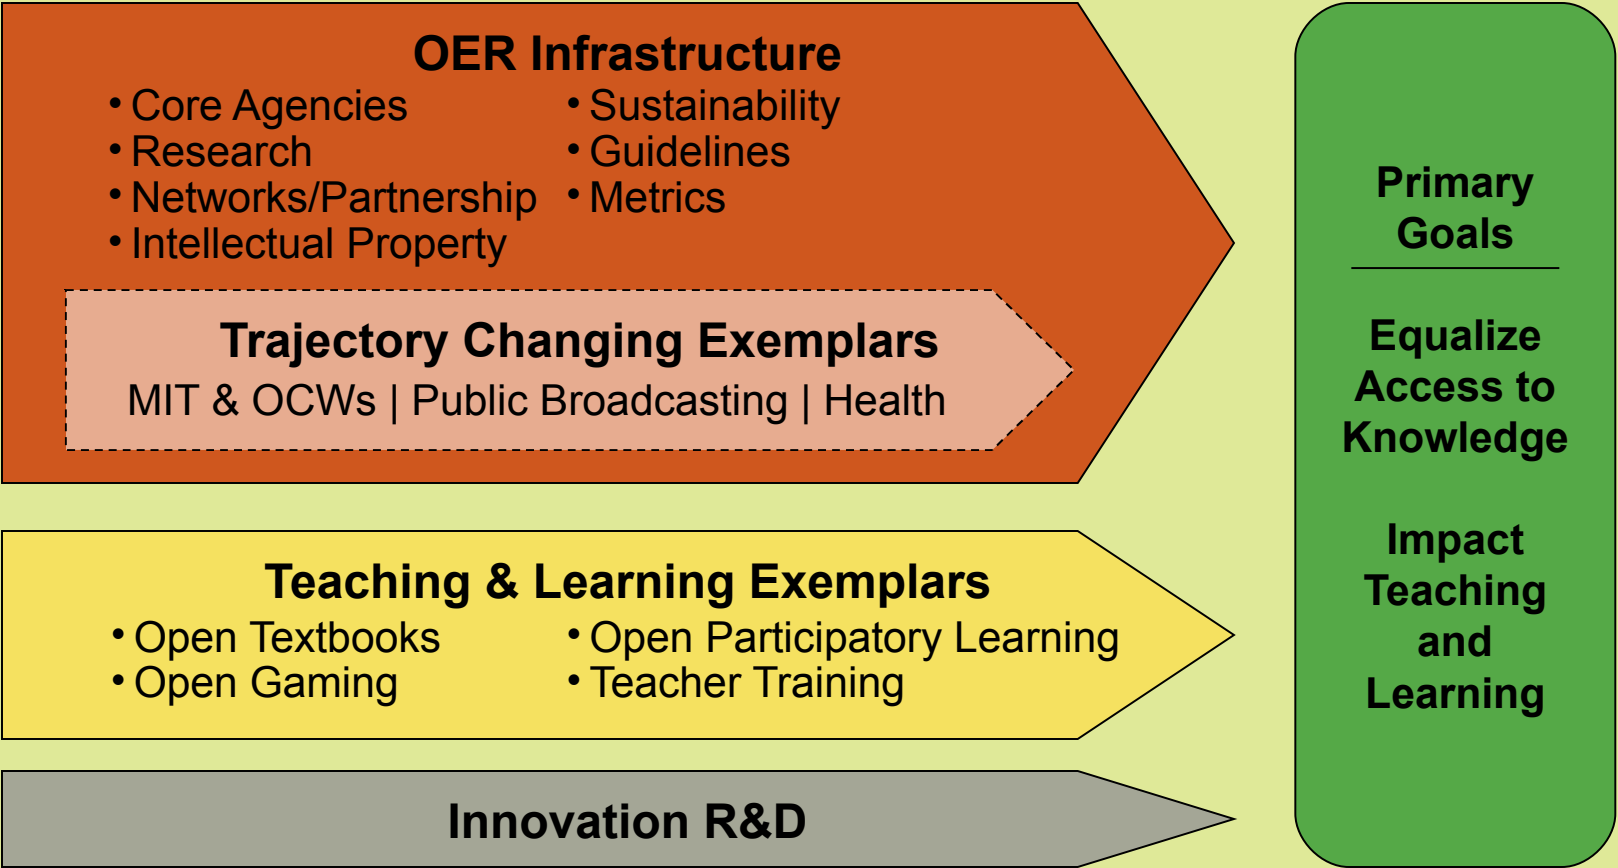 OER Infrastructure
• Core Agencies
• Research
• Networks/Partnership
• Intellectual Property
• Sustainability
• Guidelines
• Metrics
Trajectory Changing Exemplars
MIT & OCWs | Public Broadcasting | Health
Teaching & Learning Exemplars
• Open Textbooks
• Open Gaming
• Open Participatory Learning
• Teacher Training
Innovation R&D
Primary
Goals
Equalize
Access to
Knowledge
Impact
Teaching
and
Learning